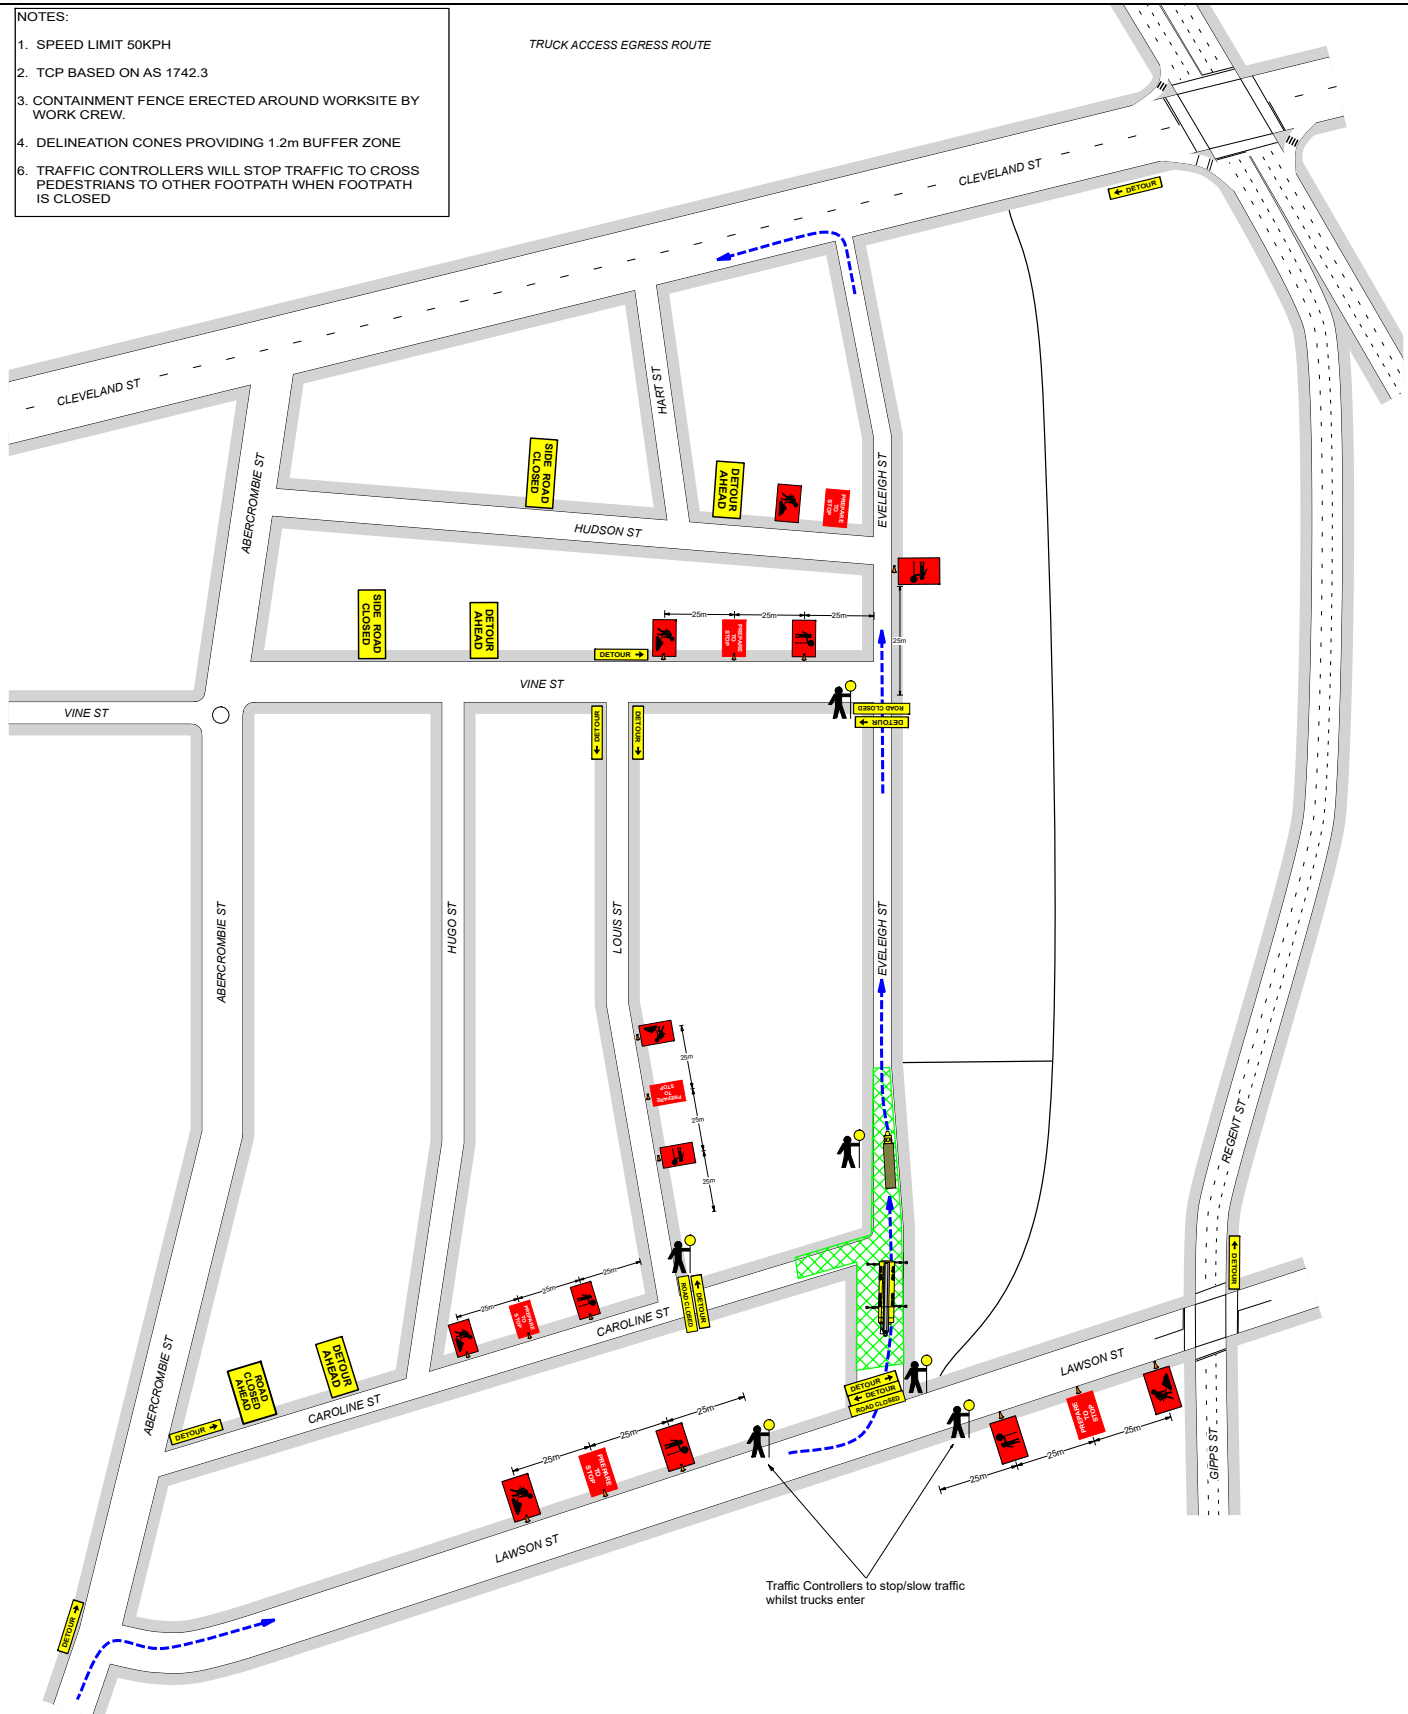 NOTES:
1. SPEED LIMIT 50KPH
2. TCP BASED ON AS 1742.3
3. CONTAINMENT FENCE ERECTED AROUND WORKSITE BY
WORK CREW.
4. DELINEATION CONES PROVIDING 1.2m BUFFER ZONE
6. TRAFFIC CONTROLLERS WILL STOP TRAFFIC TO CROSS
PEDESTRIANS TO OTHER FOOTPATH WHEN FOOTPATH
IS CLOSED
TRUCK ACCESS EGRESS ROUTE
CLEVELAND ST
DETOUR
CLEVELAND ST
HART ST
ABERCROMBIE ST
SIDE ROAD
CLOSED
DETOUR
AHEAD
PREPARE
TO
STOP
EVELEIGH ST
HUDSON ST
SIDE ROAD
CLOSED
DETOUR
AHEAD
25m
25m
25m
PREPARE
TO
STOP
25m
DETOUR
VINE ST
VINE ST
ROAD CLOSED
DETOUR
DETOUR
DETOUR
ABERCROMBIE ST
HUGO ST
LOUIS ST
EVELEIGH ST
25m
PREPARE
TO
STOP
25m
25m
REGENT ST
DETOUR
25m
25m
25m
PREPARE
TO
STOP
ROAD CLOSED
DETOUR
CAROLINE ST
ABERCROMBIE ST
DETOUR
AHEAD
ROAD
CLOSED
AHEAD
CAROLINE ST
DETOUR
DETOUR
DETOUR
ROAD CLOSED
LAWSON ST
25m
25m
25m
PREPARE
TO
STOP
PREPARE
TO
STOP
25m
25m
25m
GIPPS ST
LAWSON ST
Traffic Controllers to stop/slow traffic
whilst trucks enter
DETOUR